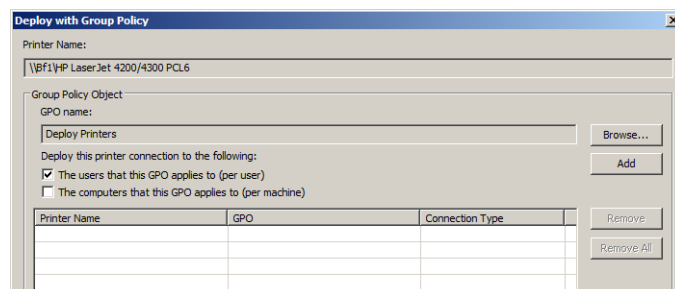 Deploy with Group Policy
Printer Name:
\\Bf1\HP LaserJet 4200/4300 PCL6
Group Policy Object
GPO name:
Deploy Printers
Browse...
Deploy this printer connection to the following:
Add
The users that this GPO applies to (per user)
The computers that this GPO applies to (per machine)
Printer Name GPO Connection Type
Remove
Remove All